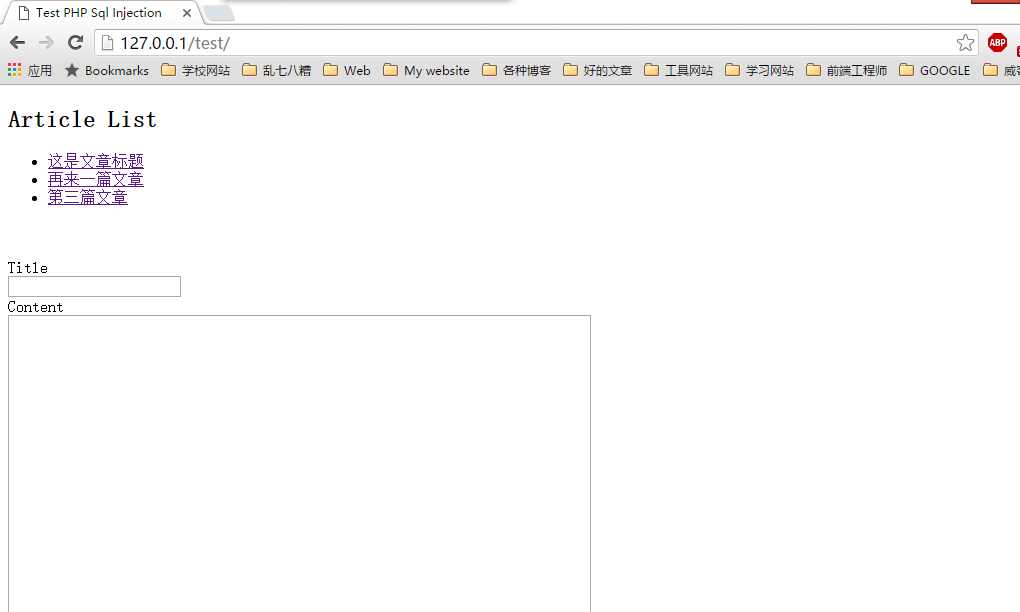 Test PHP Sql Injection
127.0.0.1/test/
ABP
应用 Bookmarks 学校网站 乱七八糟 Web My website 各种博客 好的文章 工具网站 学习网站 前端工程师 GOOGLE 威客
Article List
这是文章标题
再来一篇文章
第三篇文章
Title
Content